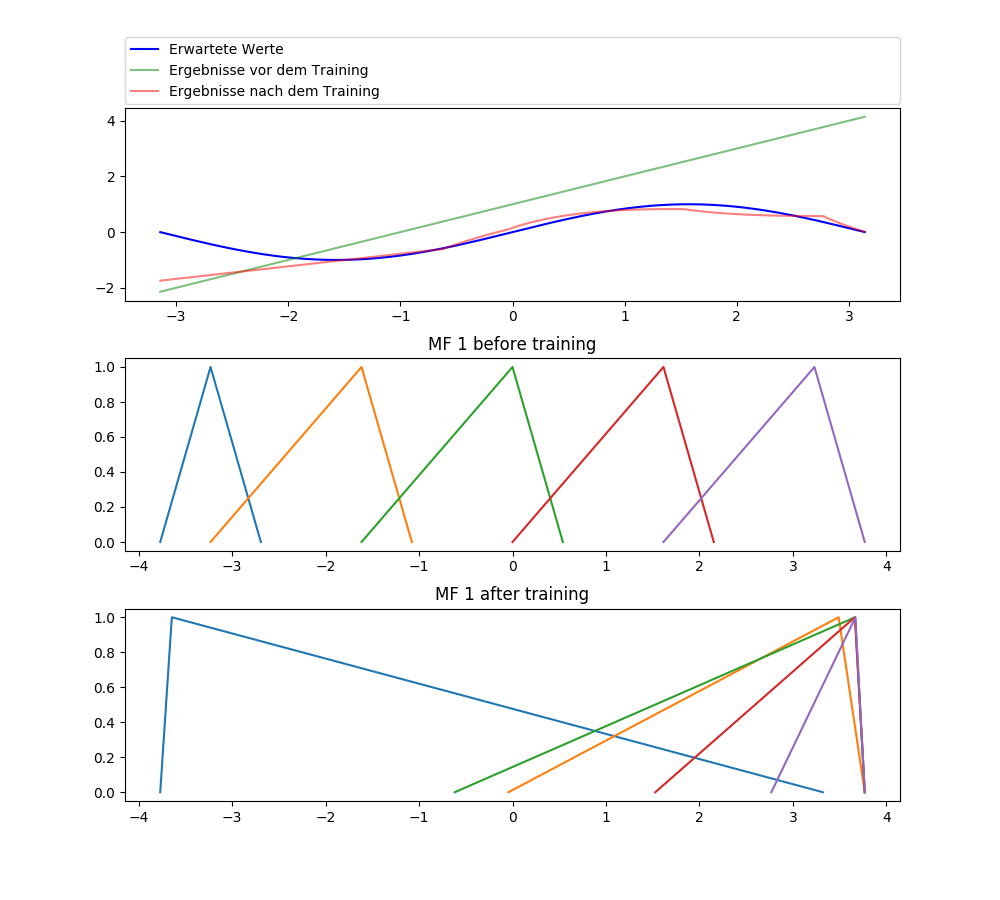 Erwartete Werte
Ergebnisse vor dem Training
Ergebnisse nach dem Training
4
2
0
−2
−3 −2 −1 0 1 2 3
MF 1 before training
1.0
0.8
0.6
0.4
0.2
0.0
−4 −3 −2 −1 0 1 2 3 4
MF 1 after training
1.0
0.8
0.6
0.4
0.2
0.0
−4 −3 −2 −1 0 1 2 3 4